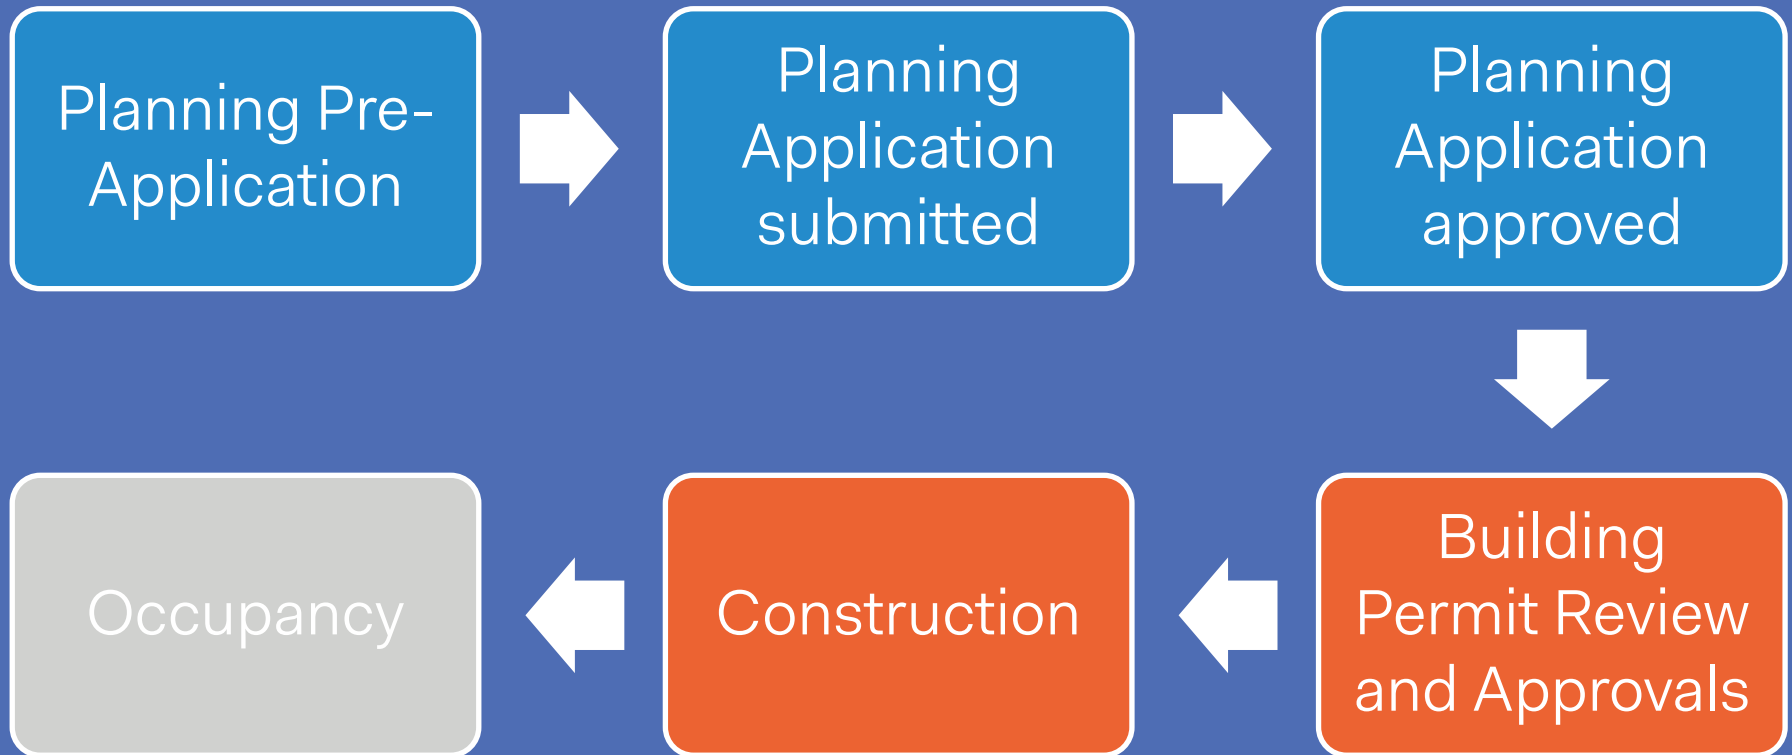 Planning Pre-
Application
Planning
Application
submitted
Planning
Application
approved
Building
Permit Review
and Approvals
Construction
Occupancy